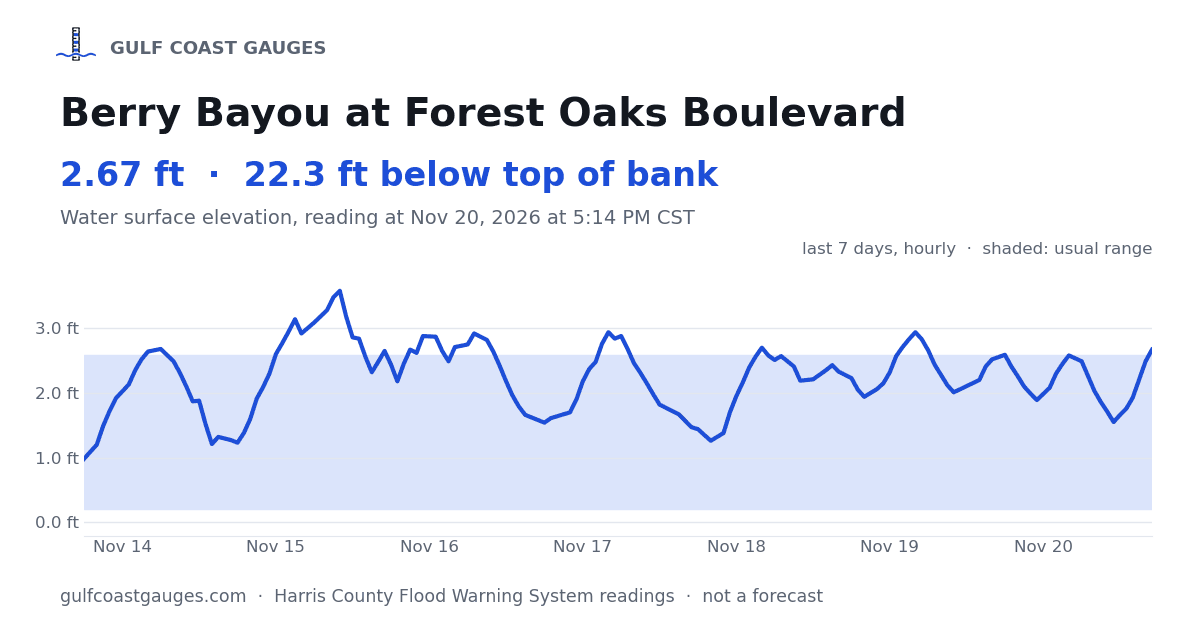 GULF COAST GAUGES
Berry Bayou at Forest Oaks Boulevard
2.67 ft · 22.3 ft below top of bank
Water surface elevation, reading at Nov 20, 2026 at 5:14 PM CST
last 7 days, hourly · shaded: usual range
3.0 ft
2.0 ft
1.0 ft
0.0 ft
Nov 14 Nov 15 Nov 16 Nov 17 Nov 18 Nov 19 Nov 20
gulfcoastgauges.com · Harris County Flood Warning System readings · not a forecast